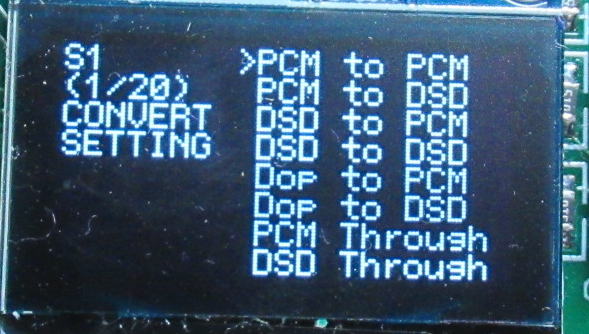 S1
(1/20)
CONVERT
SETTING
>PCM to PCM
PCM to DSD
DSD to PCM
DSD to DSD
Dop to PCM
Dop to DSD
PCM Through
DSD Through